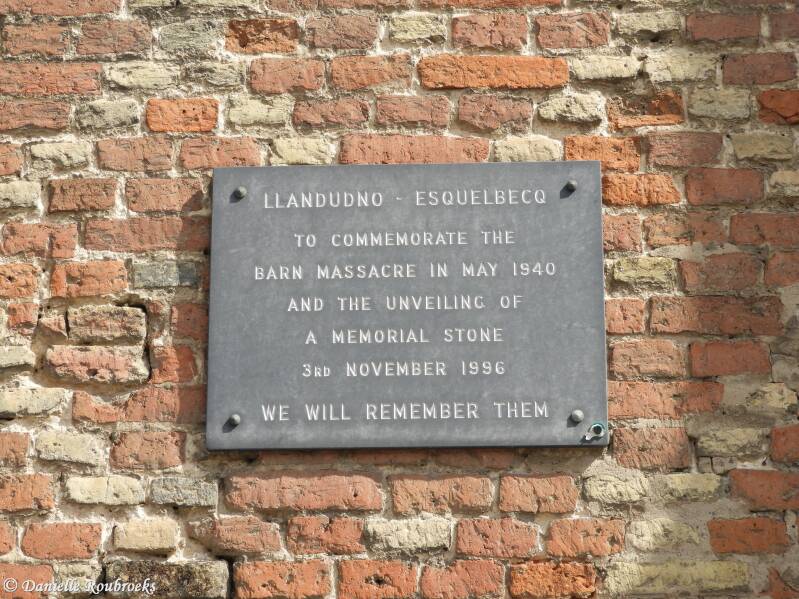 LLANDUDNO - ESQUELBECQ
TO COMMEMORATE THE
BARN MASSACRE IN MAY 1940
AND THE UNVEILING OF
A MEMORIAL STONE
3RD NOVEMBER 1996
WE WILL REMEMBER THEM
© Danielle Roubroeks